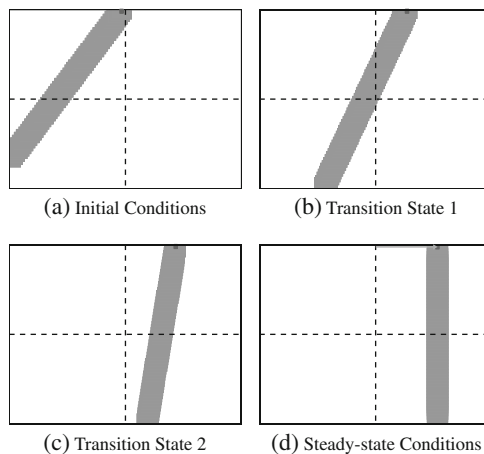 (a) Initial Conditions
(b) Transition State 1
(c) Transition State 2
(d) Steady-state Conditions